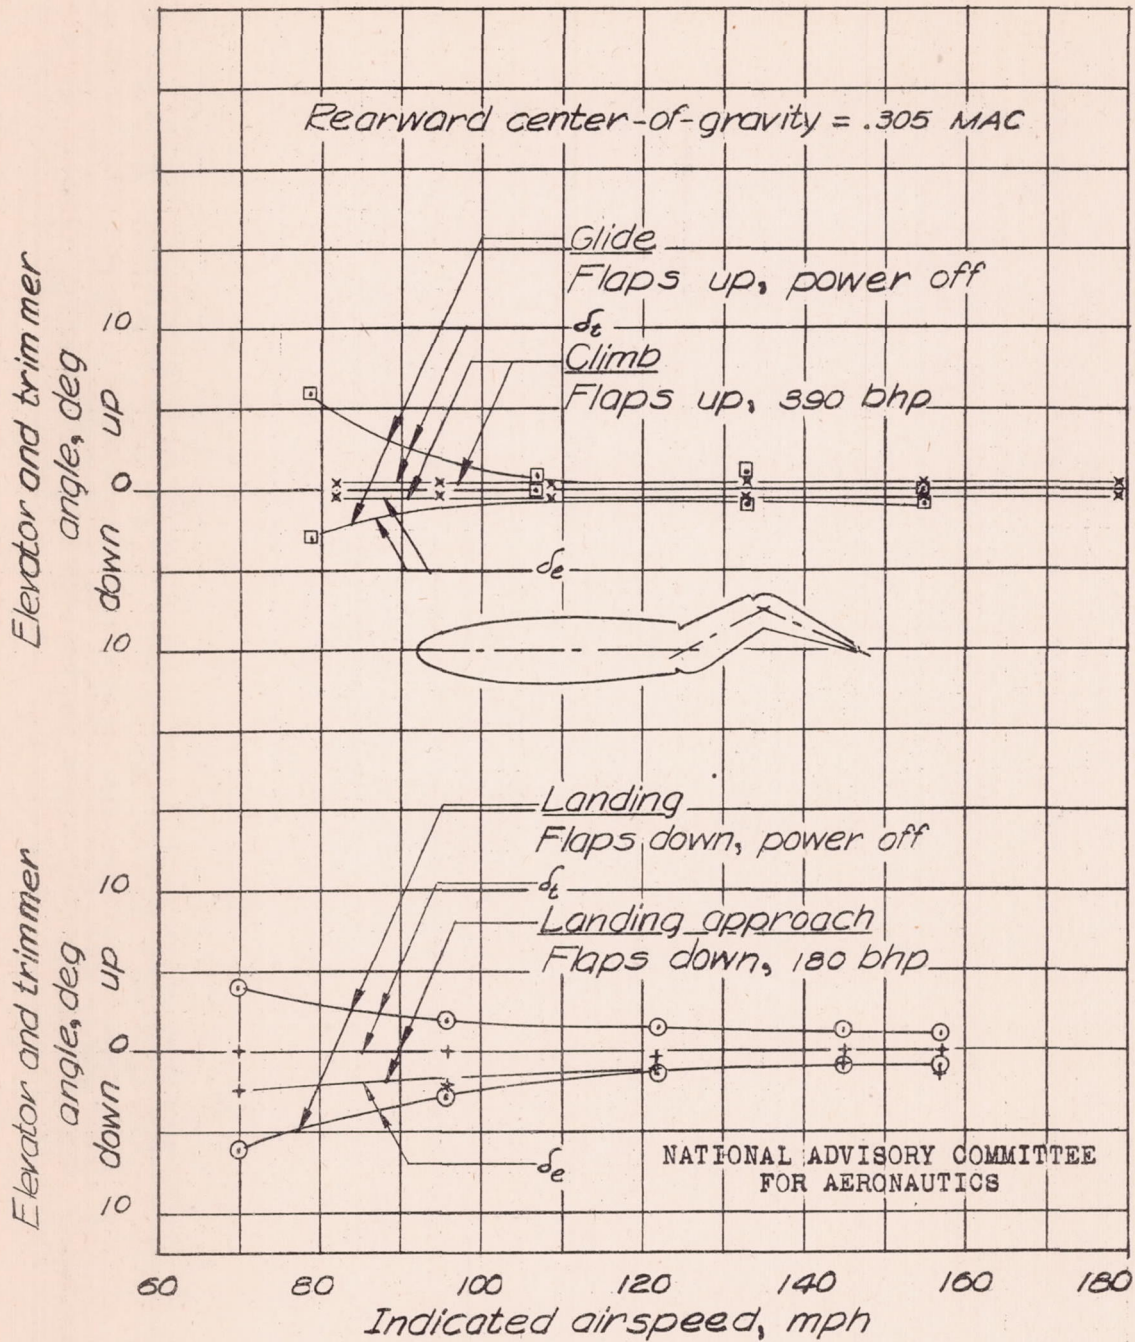 Rearward center-of-gravity = .305 MAC
Glide
Flaps up, power off
δt
Climb
Flaps up, 390 bhp
δe
Elevator and trimmer
angle, deg
down up
10
0
10
Landing
Flaps down, power off
δt
Landing approach
Flaps down, 180 bhp
δe
Elevator and trimmer
angle, deg
down up
10
0
10
NATIONAL ADVISORY COMMITTEE
FOR AERONAUTICS
60 80 100 120 140 160 180
Indicated airspeed, mph